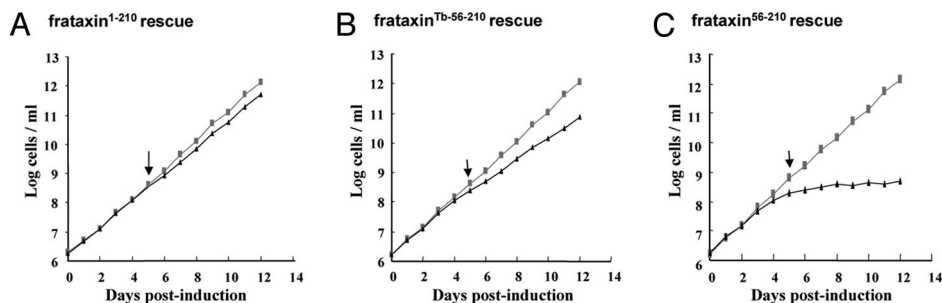 A frataxin1-210 rescue
B frataxinTb-56-210 rescue
C frataxin56-210 rescue
Log cells / ml
13
12
11
10
9
8
7
6
0 2 4 6 8 10 12 14
Days post-induction
Log cells / ml
13
12
11
10
9
8
7
6
0 2 4 6 8 10 12 14
Days post-induction
Log cells / ml
13
12
11
10
9
8
7
6
0 2 4 6 8 10 12 14
Days post-induction